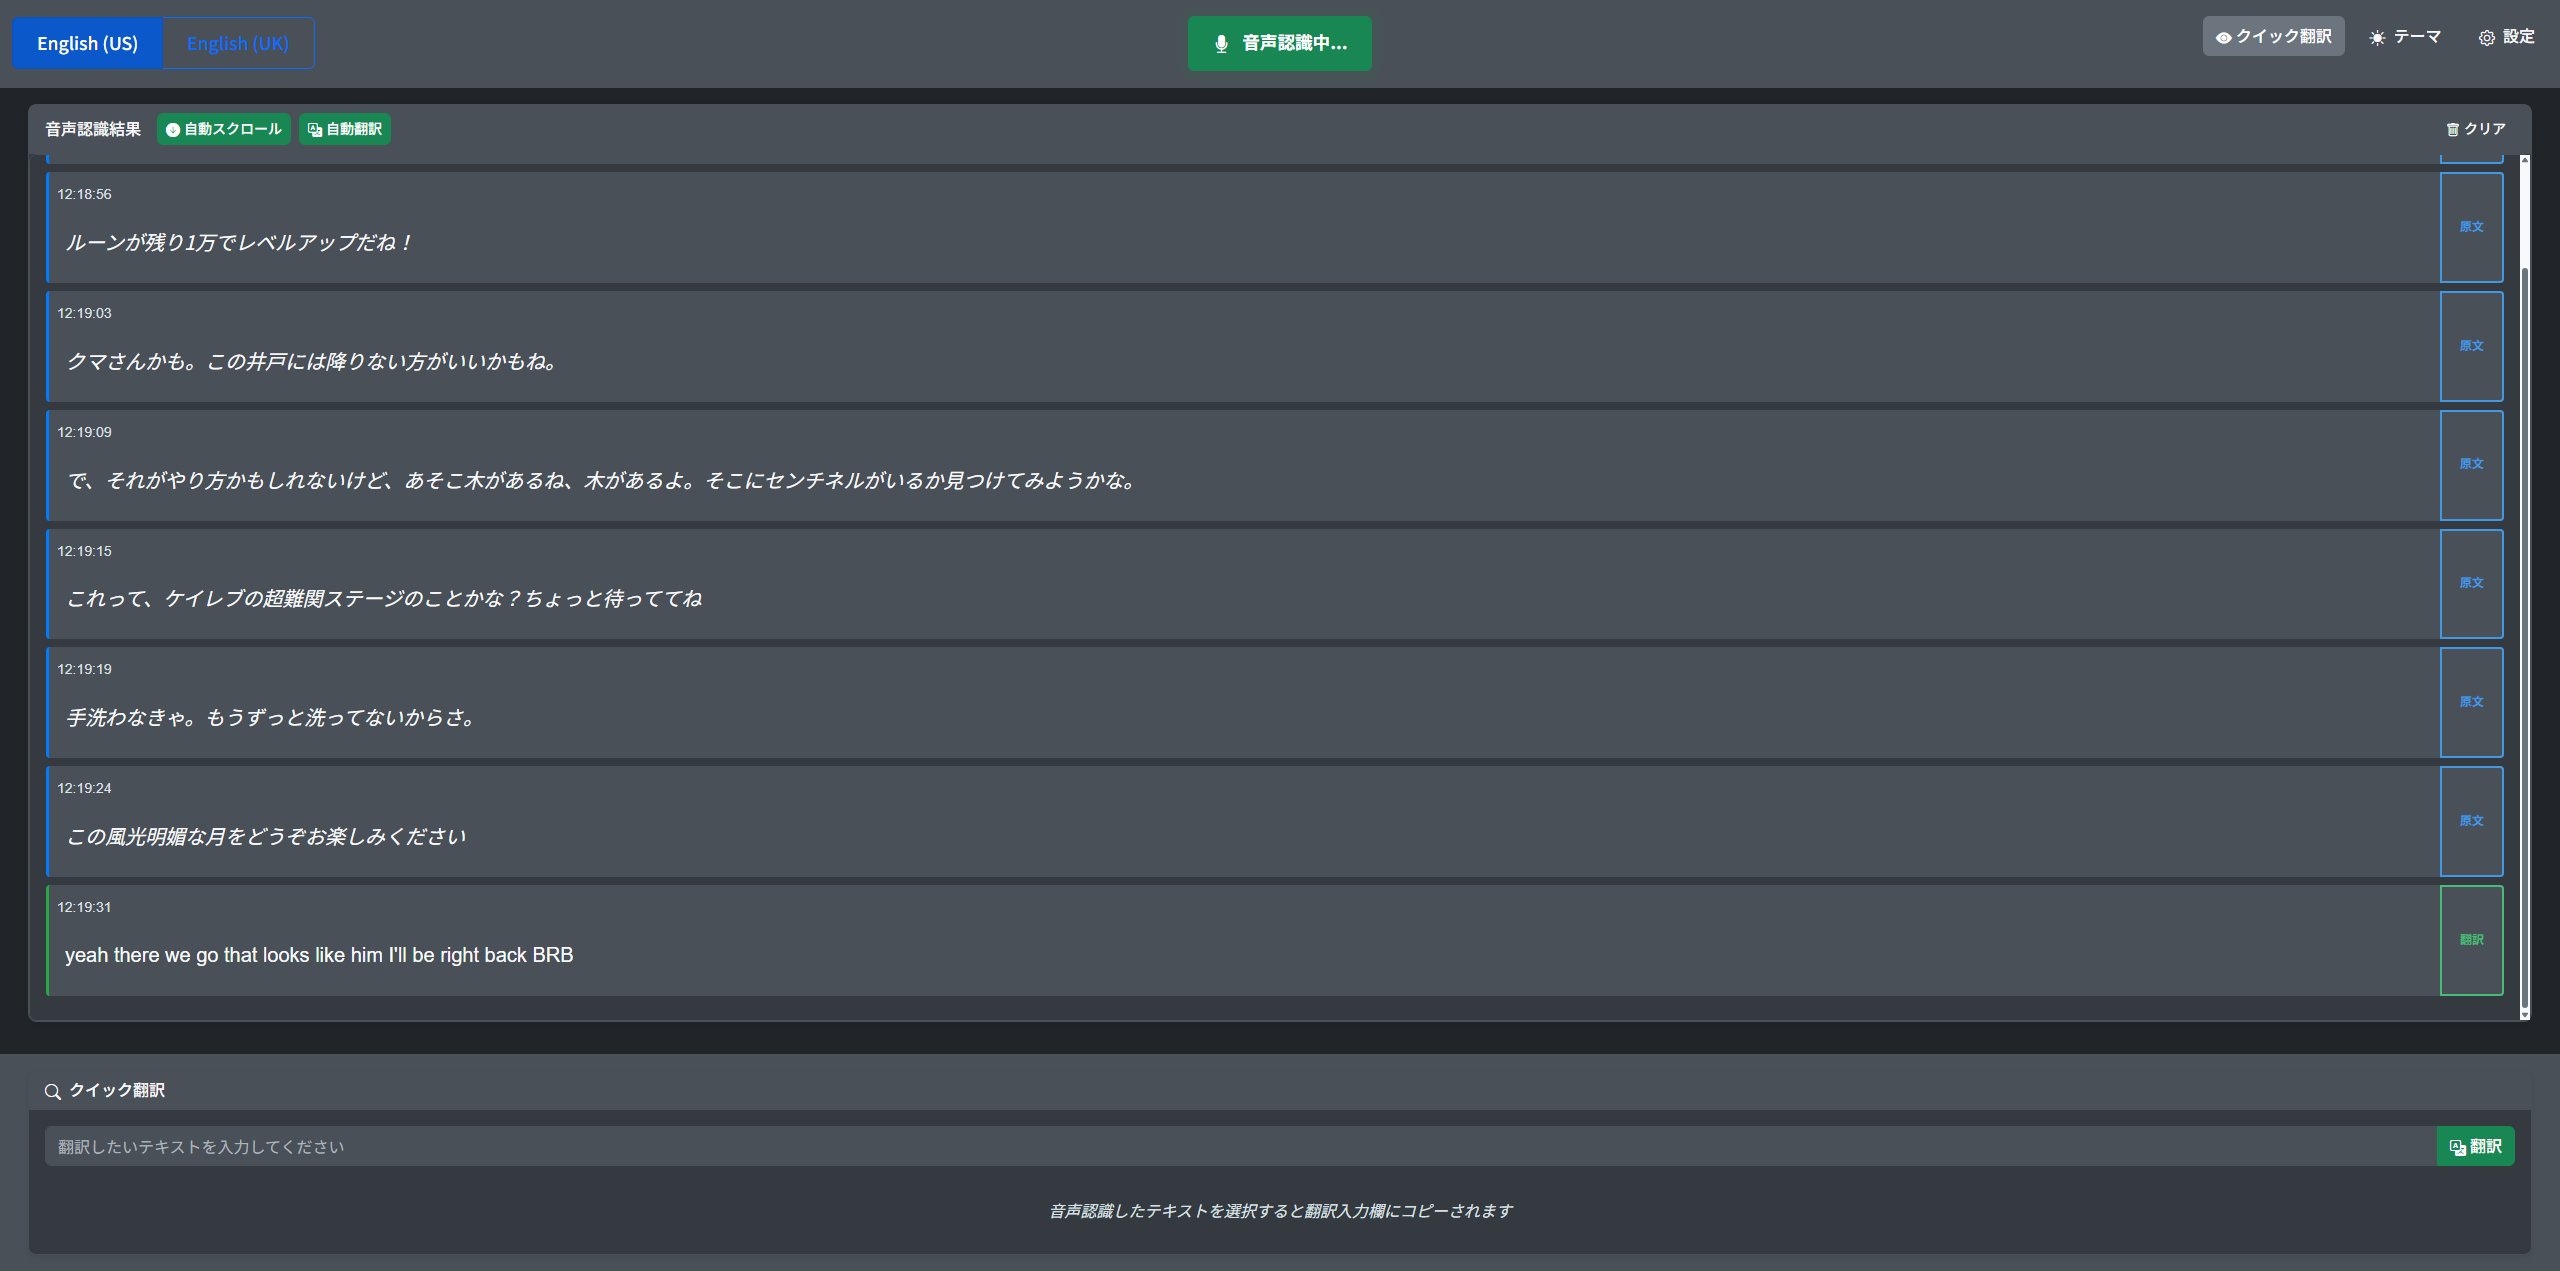 English (US)
English (UK)
音声認識中...
クイック翻訳
テーマ
設定
音声認識結果
自動スクロール
自動翻訳
クリア
12:18:56
ルーンが残り1万でレベルアップだね！
原文
12:19:03
クマさんかも。この井戸には降りない方がいいかもね。
原文
12:19:09
で、それがやり方かもしれないけど、あそこ木があるね、木があるよ。そこにセンチネルがいるか見つけてみようかな。
原文
12:19:15
これって、ケイレブの超難関ステージのことかな？ちょっと待っててね
原文
12:19:19
手洗わなきゃ。もうずっと洗ってないからさ。
原文
12:19:24
この風光明媚な月をどうぞお楽しみください
原文
12:19:31
yeah there we go that looks like him I'll be right back BRB
翻訳
クイック翻訳
翻訳したいテキストを入力してください
翻訳
音声認識したテキストを選択すると翻訳入力欄にコピーされます